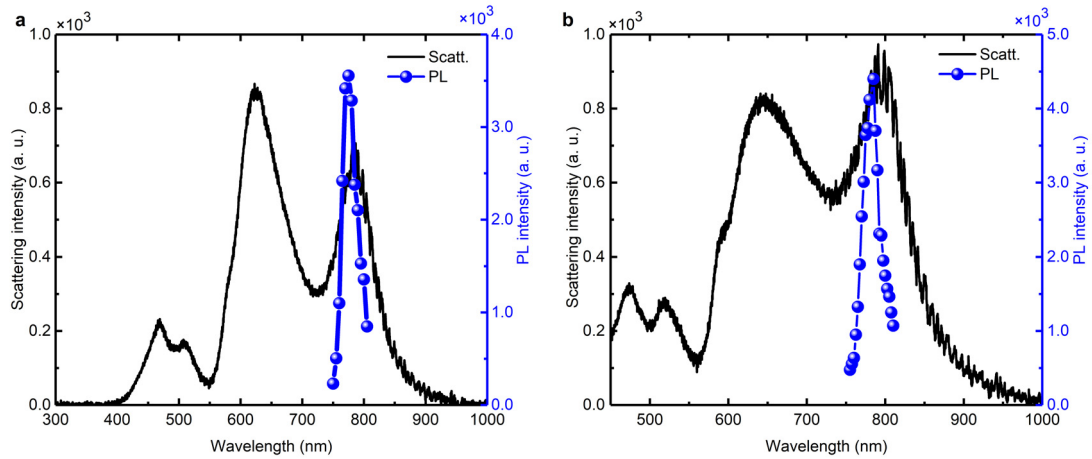 a
×10³
×10³
1.0
0.8
0.6
0.4
0.2
0.0
Scattering intensity (a. u.)
300 400 500 600 700 800 900 1000
Wavelength (nm)
4.0
3.0
2.0
1.0
0.0
PL intensity (a. u.)
Scatt.
PL
b
×10³
×10³
1.0
0.8
0.6
0.4
0.2
0.0
Scattering intensity (a. u.)
500 600 700 800 900 1000
Wavelength (nm)
5.0
4.0
3.0
2.0
1.0
0.0
PL intensity (a. u.)
Scatt.
PL